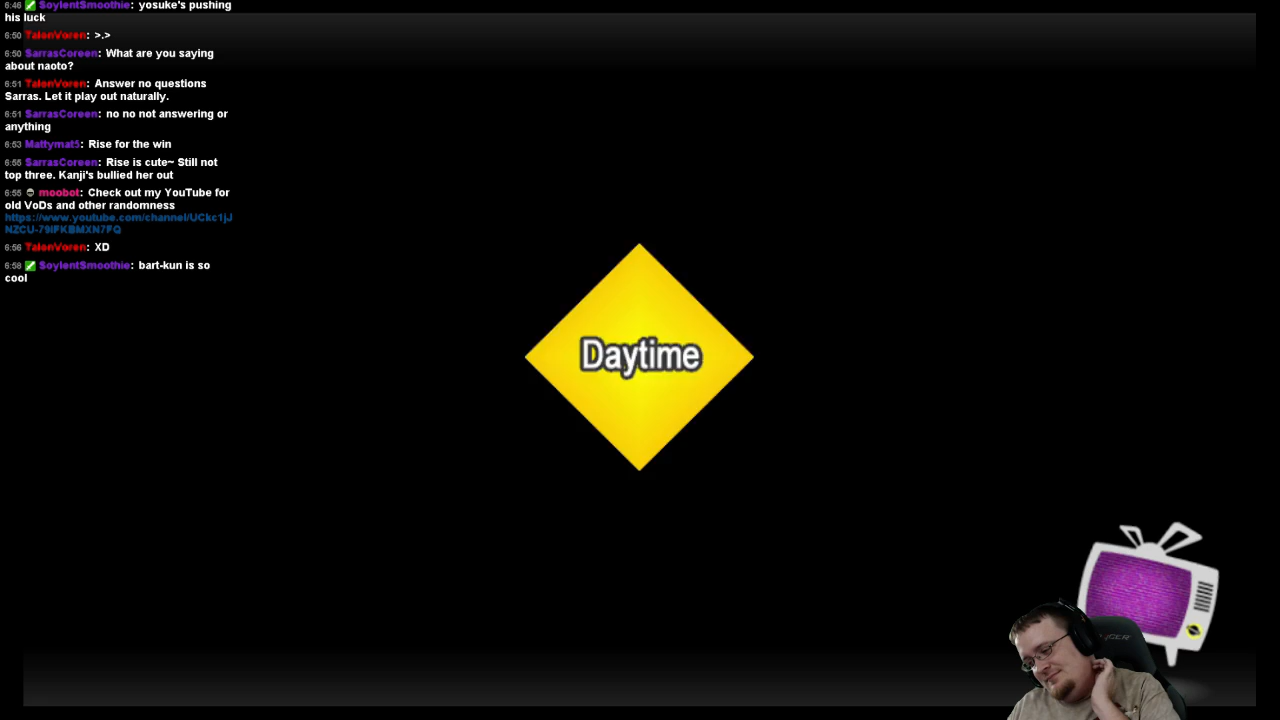 6:46 SoylentSmoothie: yosuke's pushing
his luck
6:50 TalonVoren: >.>
6:50 SarrasCoreen: What are you saying
about naoto?
6:51 TalonVoren: Answer no questions
Sarras. Let it play out naturally.
6:51 SarrasCoreen: no no not answering or
anything
6:53 Mattymat5: Rise for the win
6:55 SarrasCoreen: Rise is cute~ Still not
top three. Kanji's bullied her out
6:55 moobot: Check out my YouTube for
old VoDs and other randomness
6:56 TalonVoren: XD
6:58 SoylentSmoothie: bart-kun is so
cool
Daytime